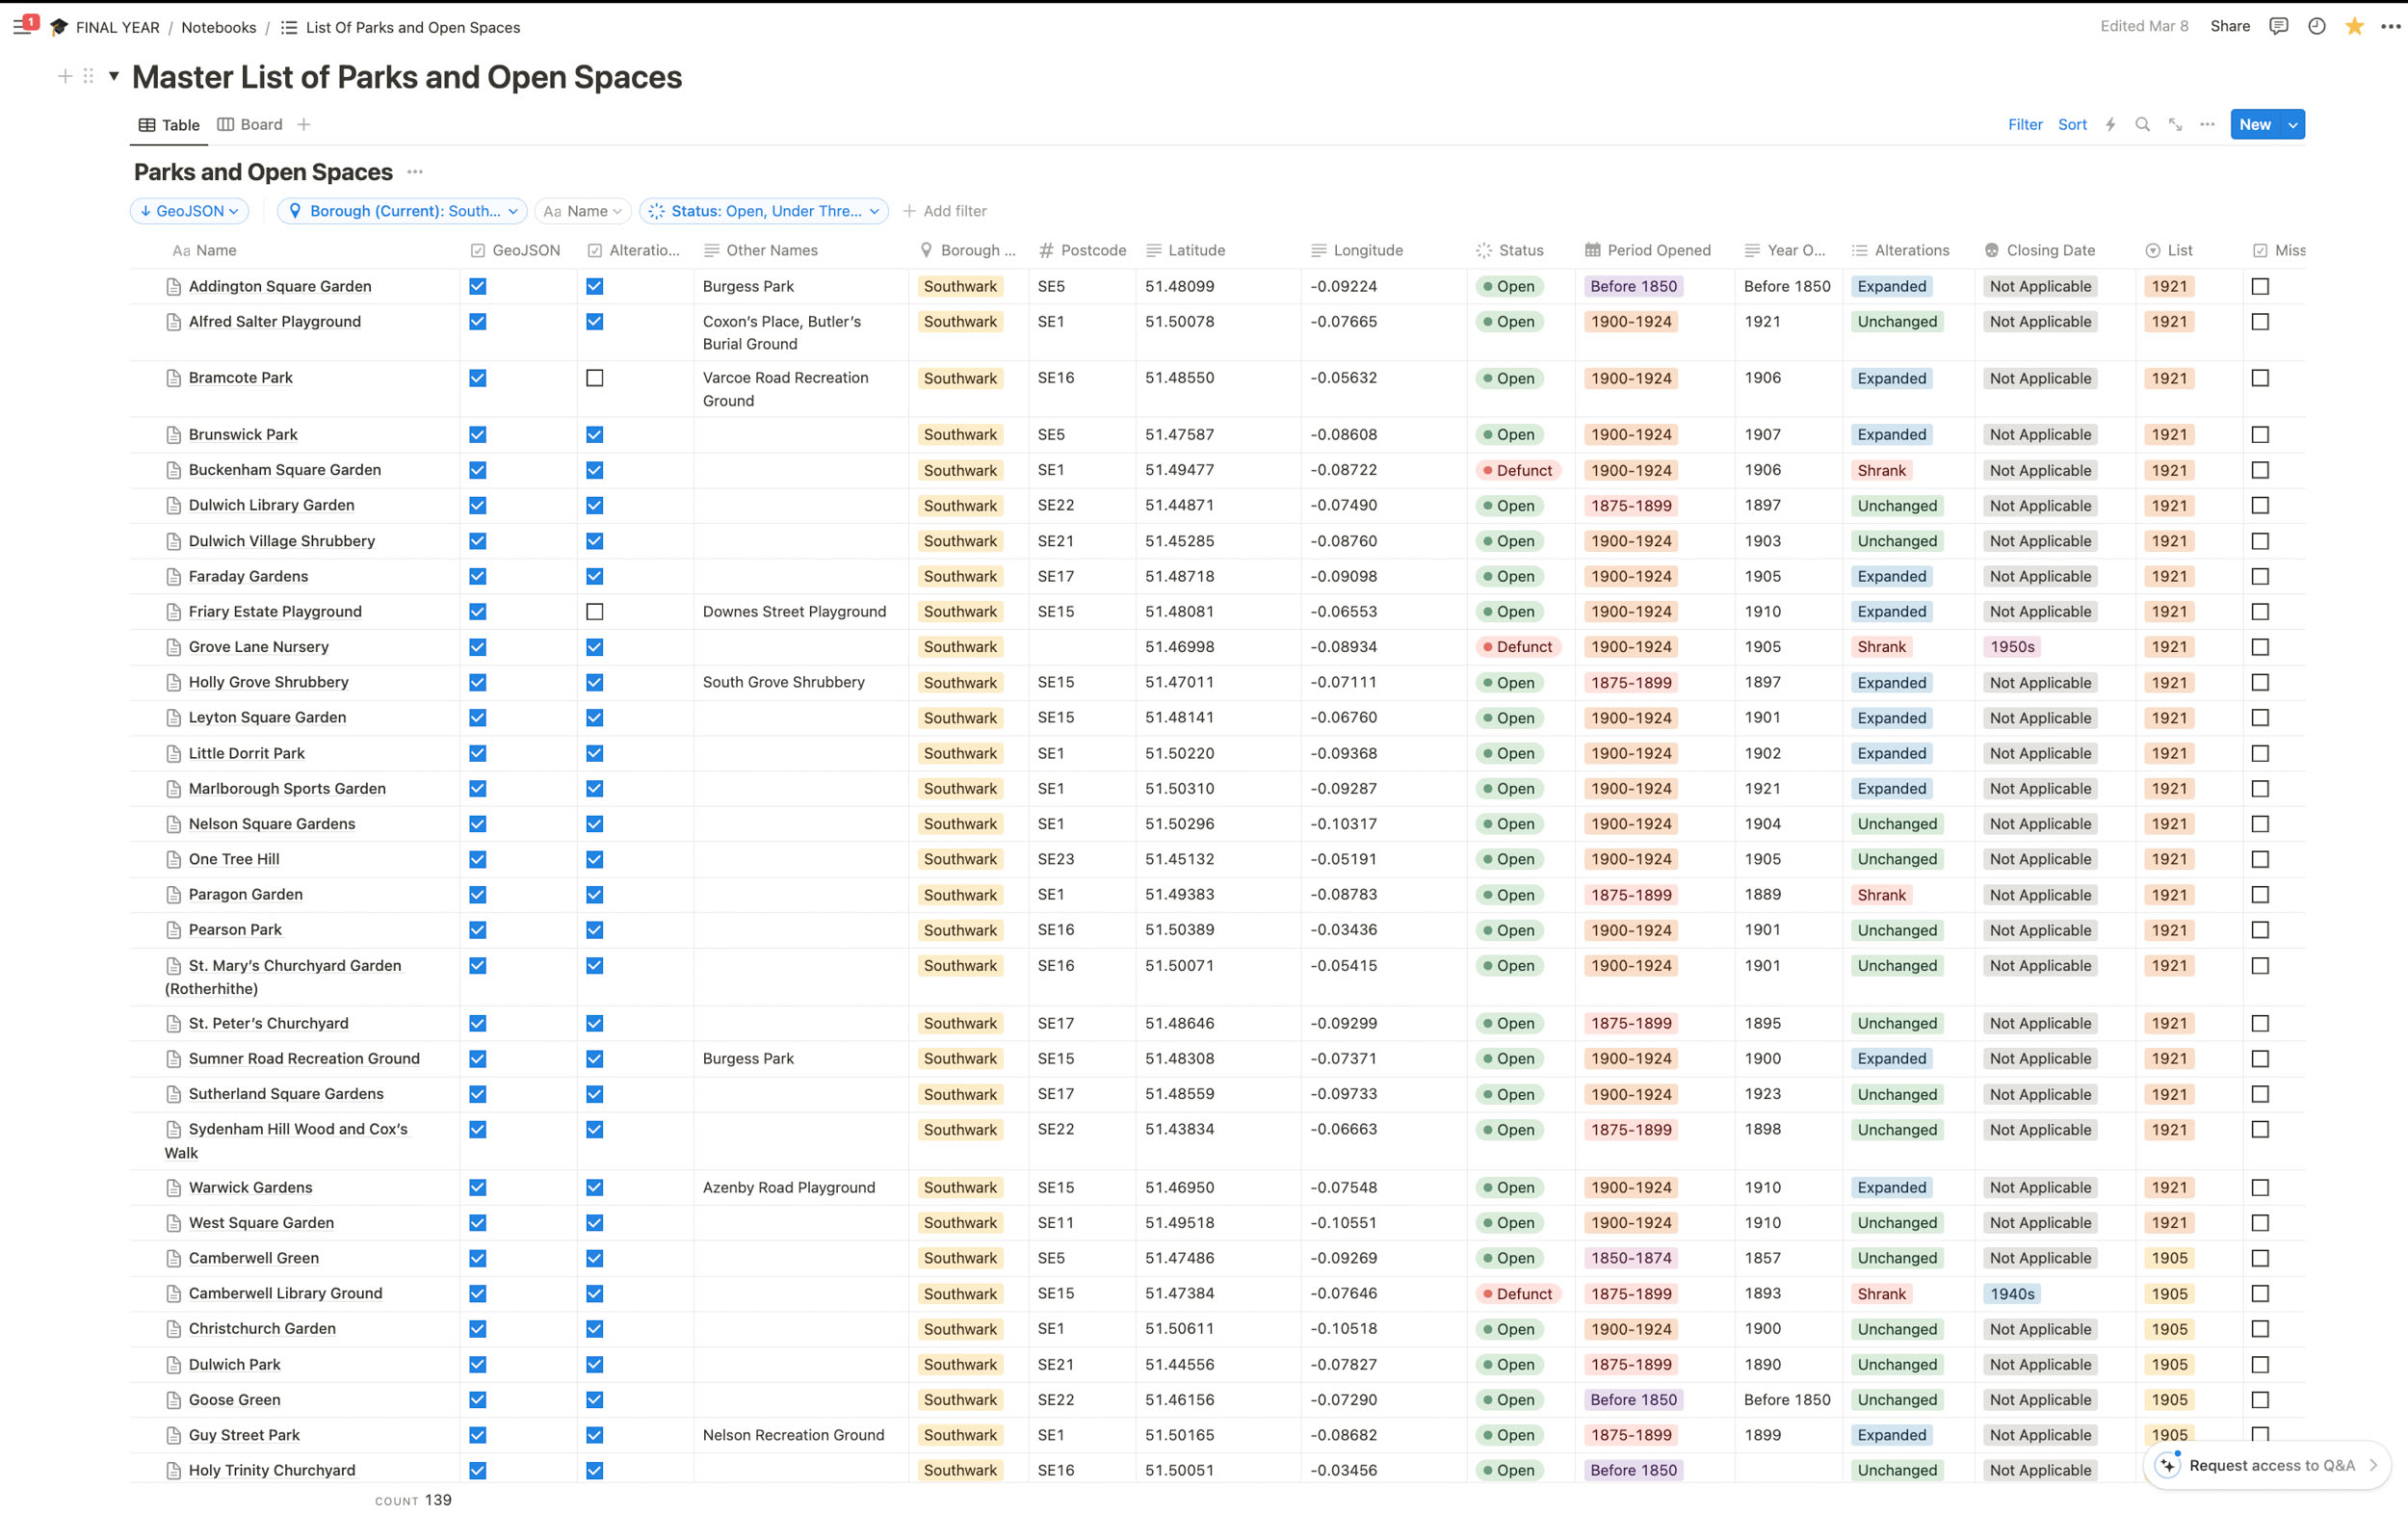 1
FINAL YEAR / Notebooks / List Of Parks and Open Spaces
Edited Mar 8 Share
Master List of Parks and Open Spaces
Table Board
Filter Sort New
Parks and Open Spaces
GeoJSON Borough (Current): South... Aa Name Status: Open, Under Thre... Add filter
Aa Name GeoJSON Alteratio... Other Names Borough ... Postcode Latitude Longitude Status Period Opened Year O... Alterations Closing Date List Miss
Addington Square Garden Burgess Park Southwark SE5 51.48099 -0.09224 Open Before 1850 Before 1850 Expanded Not Applicable 1921
Alfred Salter Playground Coxon's Place, Butler's Southwark SE1 51.50078 -0.07665 Open 1900-1924 1921 Unchanged Not Applicable 1921
Burial Ground
Bramcote Park Varcoe Road Recreation Southwark SE16 51.48550 -0.05632 Open 1900-1924 1906 Expanded Not Applicable 1921
Ground
Brunswick Park Southwark SE5 51.47587 -0.08608 Open 1900-1924 1907 Expanded Not Applicable 1921
Buckenham Square Garden Southwark SE1 51.49477 -0.08722 Defunct 1900-1924 1906 Shrank Not Applicable 1921
Dulwich Library Garden Southwark SE22 51.44871 -0.07490 Open 1875-1899 1897 Unchanged Not Applicable 1921
Dulwich Village Shrubbery Southwark SE21 51.45285 -0.08760 Open 1900-1924 1903 Unchanged Not Applicable 1921
Faraday Gardens Southwark SE17 51.48718 -0.09098 Open 1900-1924 1905 Expanded Not Applicable 1921
Friary Estate Playground Downes Street Playground Southwark SE15 51.48081 -0.06553 Open 1900-1924 1910 Expanded Not Applicable 1921
Grove Lane Nursery Southwark 51.46998 -0.08934 Defunct 1900-1924 1905 Shrank 1950s 1921
Holly Grove Shrubbery South Grove Shrubbery Southwark SE15 51.47011 -0.07111 Open 1875-1899 1897 Expanded Not Applicable 1921
Leyton Square Garden Southwark SE15 51.48141 -0.06760 Open 1900-1924 1901 Expanded Not Applicable 1921
Little Dorrit Park Southwark SE1 51.50220 -0.09368 Open 1900-1924 1902 Expanded Not Applicable 1921
Marlborough Sports Garden Southwark SE1 51.50310 -0.09287 Open 1900-1924 1921 Expanded Not Applicable 1921
Nelson Square Gardens Southwark SE1 51.50296 -0.10317 Open 1900-1924 1904 Unchanged Not Applicable 1921
One Tree Hill Southwark SE23 51.45132 -0.05191 Open 1900-1924 1905 Unchanged Not Applicable 1921
Paragon Garden Southwark SE1 51.49383 -0.08783 Open 1875-1899 1889 Shrank Not Applicable 1921
Pearson Park Southwark SE16 51.50389 -0.03436 Open 1900-1924 1901 Unchanged Not Applicable 1921
St. Mary's Churchyard Garden Southwark SE16 51.50071 -0.05415 Open 1900-1924 1901 Unchanged Not Applicable 1921
(Rotherhithe)
St. Peter's Churchyard Southwark SE17 51.48646 -0.09299 Open 1875-1899 1895 Unchanged Not Applicable 1921
Sumner Road Recreation Ground Burgess Park Southwark SE15 51.48308 -0.07371 Open 1900-1924 1900 Expanded Not Applicable 1921
Sutherland Square Gardens Southwark SE17 51.48559 -0.09733 Open 1900-1924 1923 Unchanged Not Applicable 1921
Sydenham Hill Wood and Cox's Southwark SE22 51.43834 -0.06663 Open 1875-1899 1898 Unchanged Not Applicable 1921
Walk
Warwick Gardens Azenby Road Playground Southwark SE15 51.46950 -0.07548 Open 1900-1924 1910 Expanded Not Applicable 1921
West Square Garden Southwark SE11 51.49518 -0.10551 Open 1900-1924 1910 Unchanged Not Applicable 1921
Camberwell Green Southwark SE5 51.47486 -0.09269 Open 1850-1874 1857 Unchanged Not Applicable 1905
Camberwell Library Ground Southwark SE15 51.47384 -0.07646 Defunct 1875-1899 1893 Shrank 1940s 1905
Christchurch Garden Southwark SE1 51.50611 -0.10518 Open 1900-1924 1900 Unchanged Not Applicable 1905
Dulwich Park Southwark SE21 51.44556 -0.07827 Open 1875-1899 1890 Unchanged Not Applicable 1905
Goose Green Southwark SE22 51.46156 -0.07290 Open Before 1850 Before 1850 Unchanged Not Applicable 1905
Guy Street Park Nelson Recreation Ground Southwark SE1 51.50165 -0.08682 Open 1875-1899 1899 Expanded Not Applicable 1905
Holy Trinity Churchyard Southwark SE16 51.50051 -0.03456 Open Before 1850 Unchanged Not Applicable
Request access to Q&A
COUNT 139